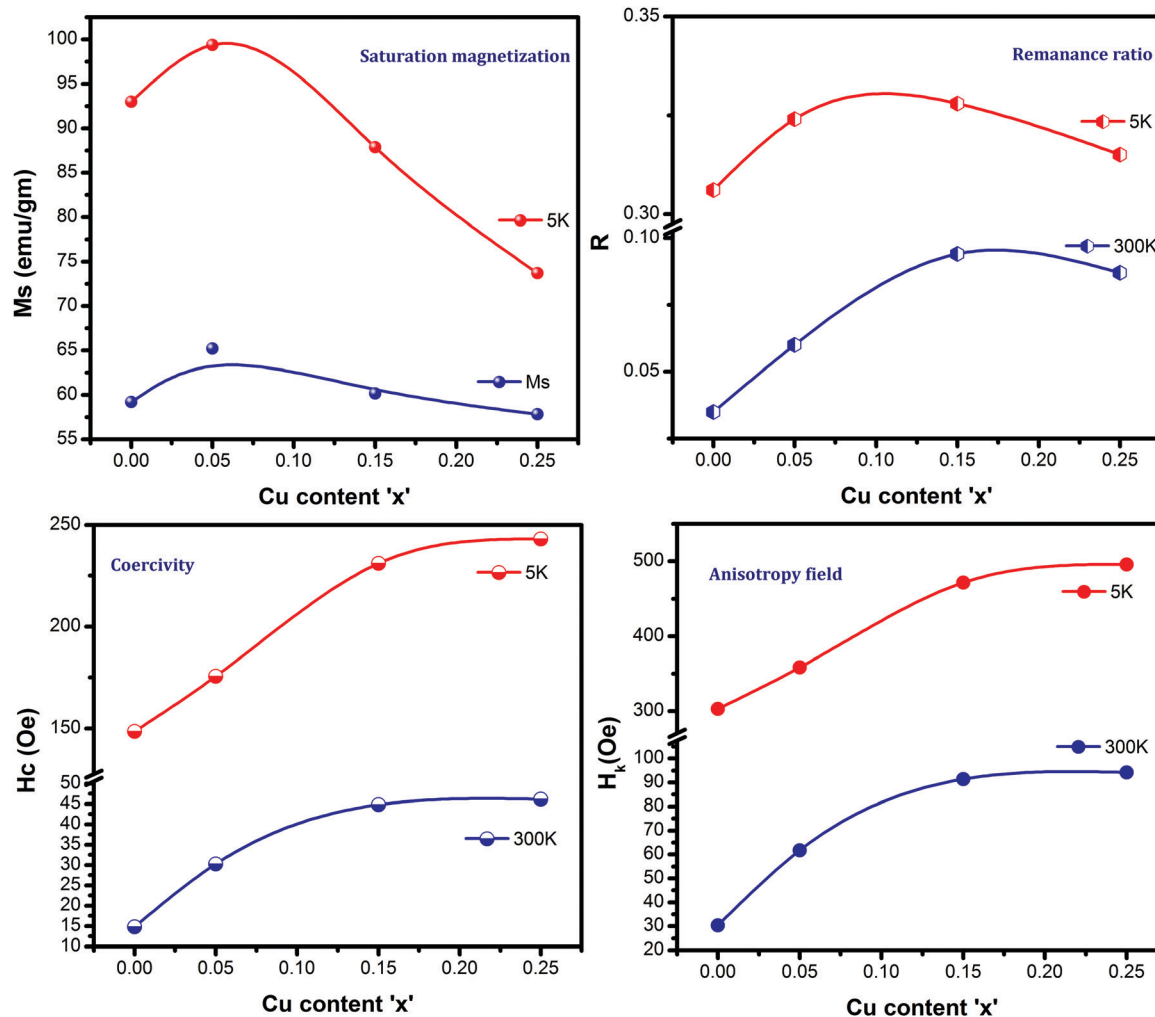 Saturation magnetization
Ms (emu/gm)
100
95
90
85
80
75
70
65
60
55
5K
Ms
0.00 0.05 0.10 0.15 0.20 0.25
Cu content 'x'
Remanance ratio
R
0.35
0.30
0.10
0.05
5K
300K
0.00 0.05 0.10 0.15 0.20 0.25
Cu content 'x'
Coercivity
Hc (Oe)
250
200
150
50
45
40
35
30
25
20
15
10
5K
300K
0.00 0.05 0.10 0.15 0.20 0.25
Cu content 'x'
Anisotropy field
Hk(Oe)
500
400
300
100
90
80
70
60
50
40
30
20
5K
300K
0.00 0.05 0.10 0.15 0.20 0.25
Cu content 'x'